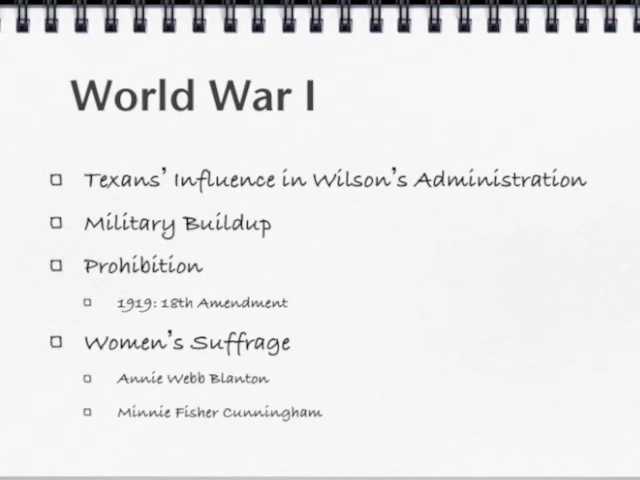 World War I
Texans’ Influence in Wilson’s Administration
Military Buildup
Prohibition
1919: 18th Amendment
Women’s Suffrage
Annie Webb Blanton
Minnie Fisher Cunningham